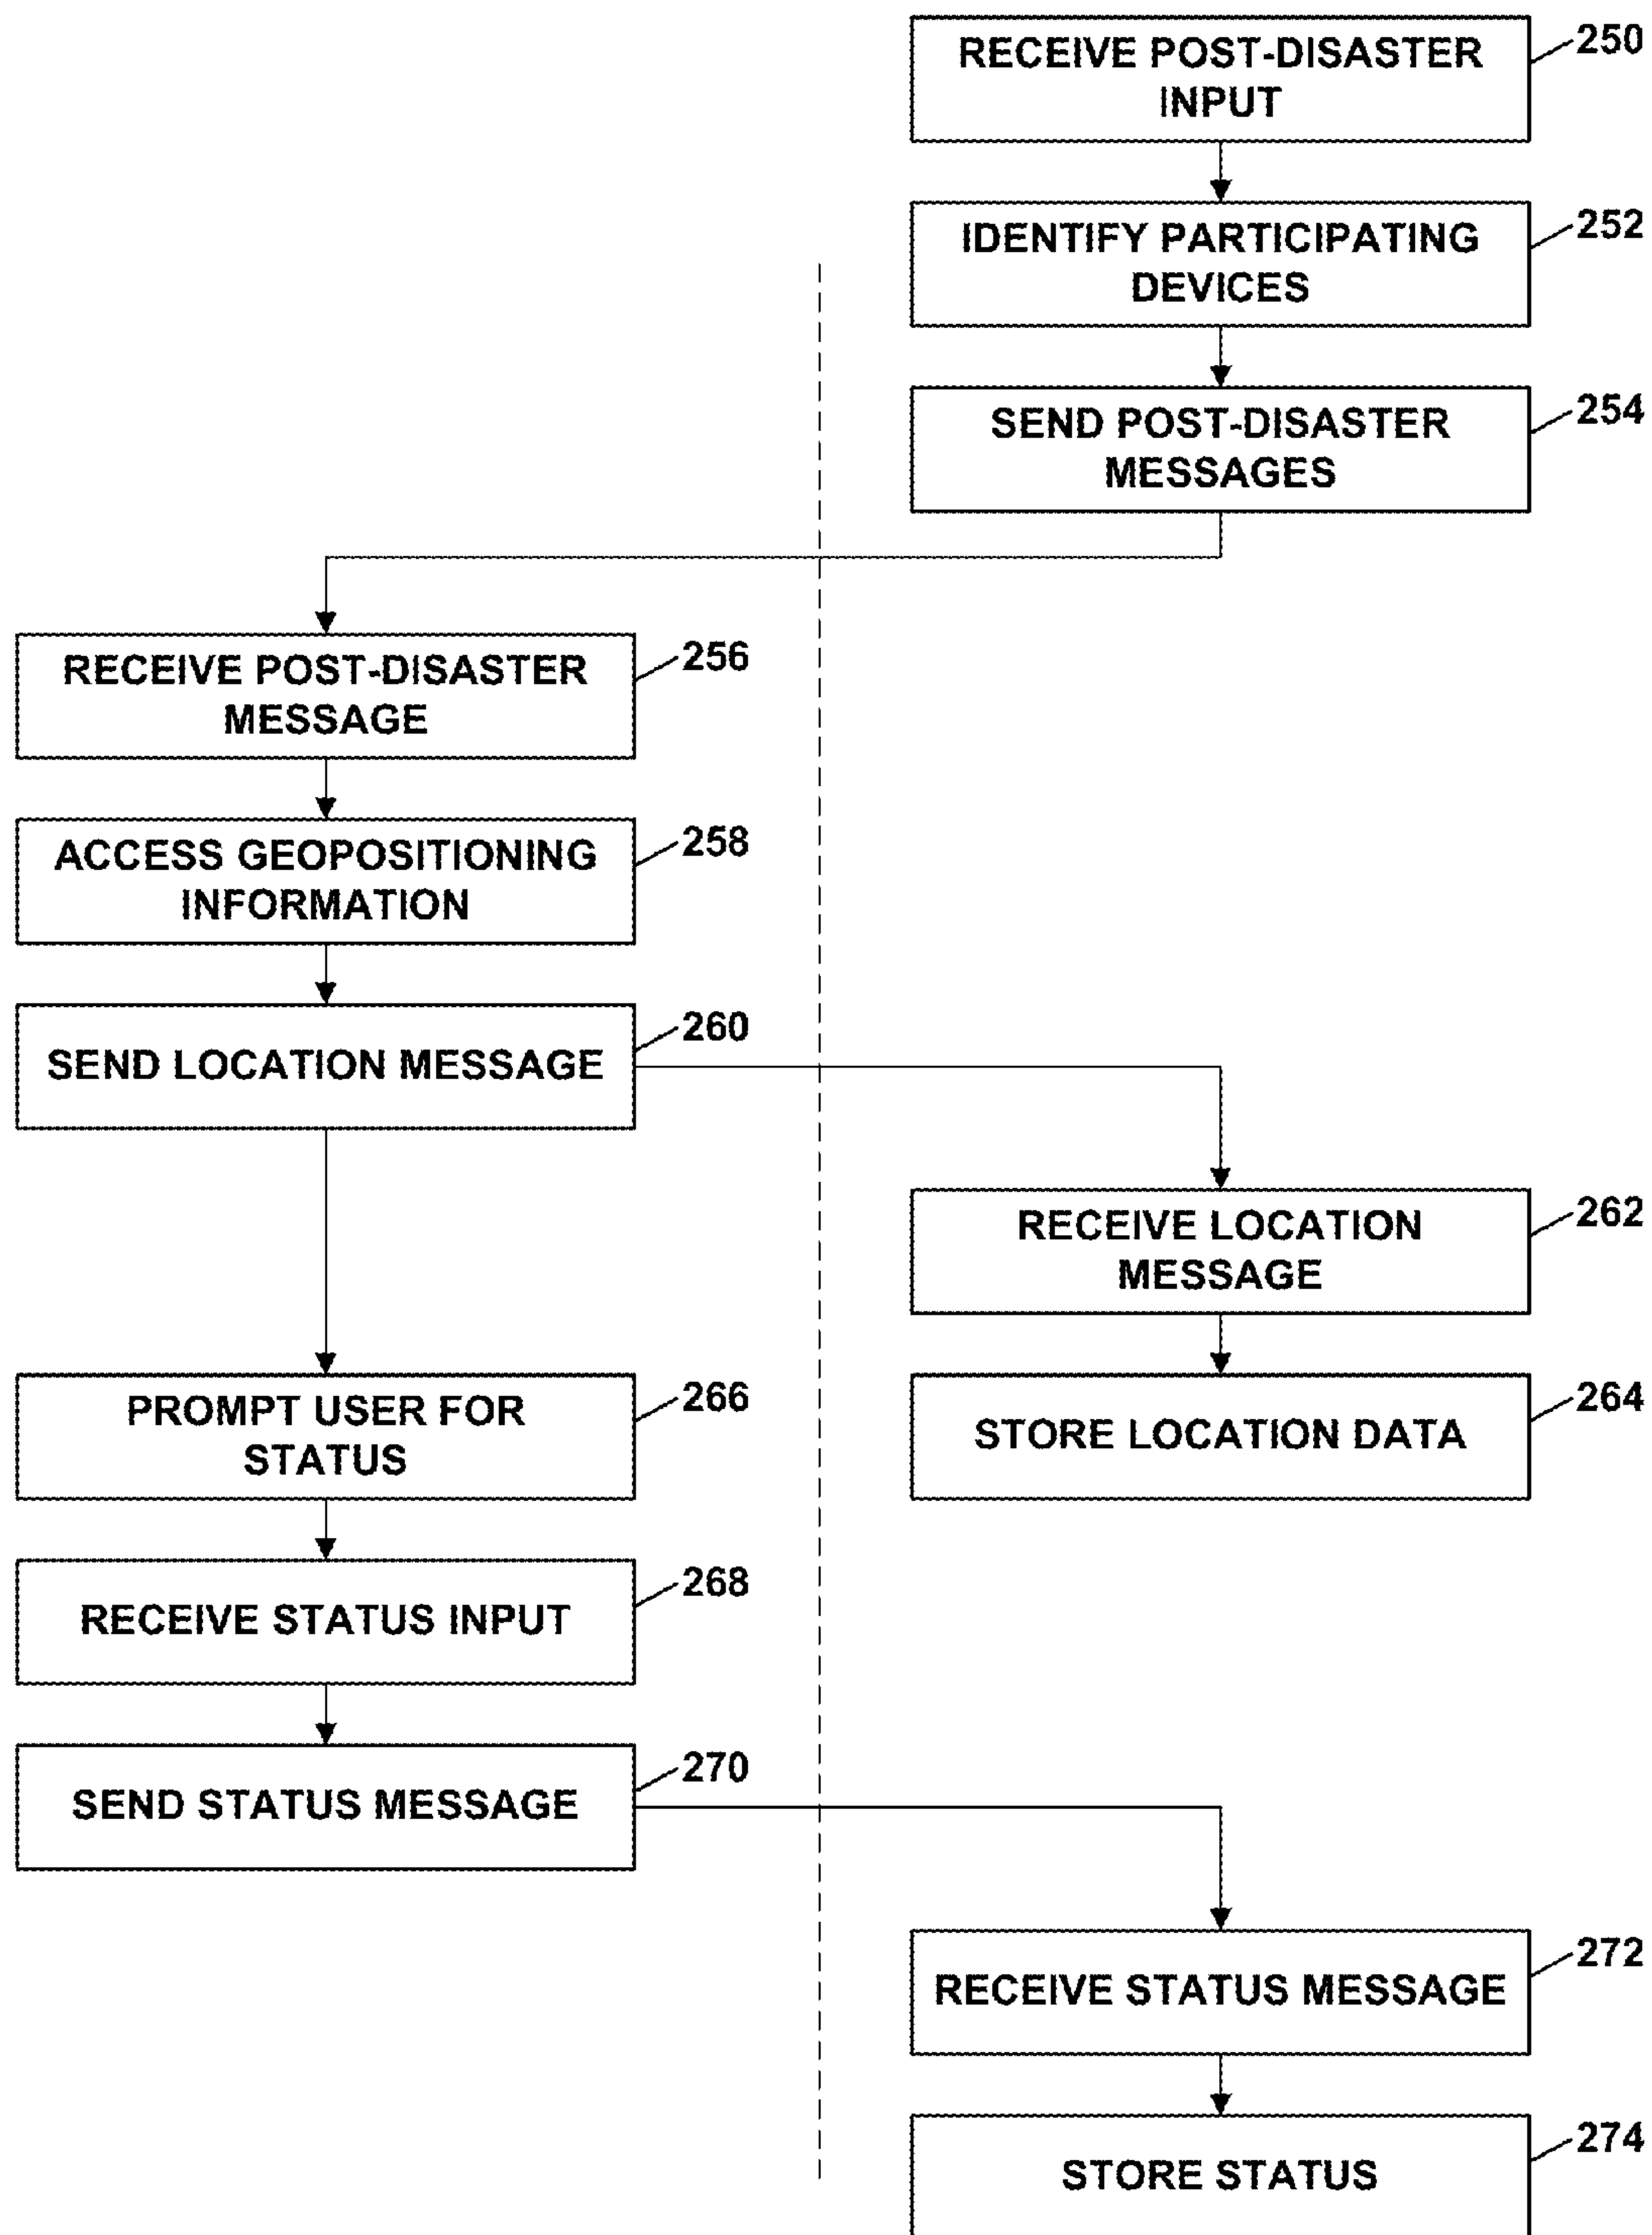 RECEIVE POST-DISASTER
INPUT
250
IDENTIFY PARTICIPATING
DEVICES
252
SEND POST-DISASTER
MESSAGES
254
RECEIVE POST-DISASTER
MESSAGE
256
ACCESS GEOPOSITIONING
INFORMATION
258
SEND LOCATION MESSAGE
260
RECEIVE LOCATION
MESSAGE
262
STORE LOCATION DATA
264
PROMPT USER FOR
STATUS
266
RECEIVE STATUS INPUT
268
SEND STATUS MESSAGE
270
RECEIVE STATUS MESSAGE
272
STORE STATUS
274